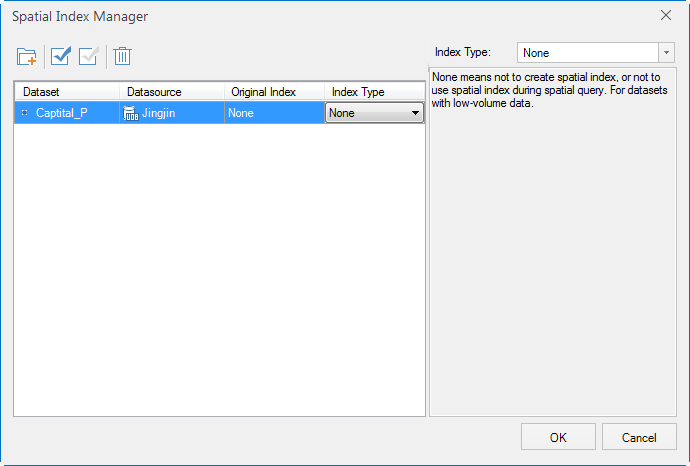 Spatial Index Manager
Index Type: None
Dataset Datasource Original Index Index Type
Captital_P UDB Jingjin None None
None means not to create spatial index, or not to
use spatial index during spatial query. For datasets
with low-volume data.
OK Cancel